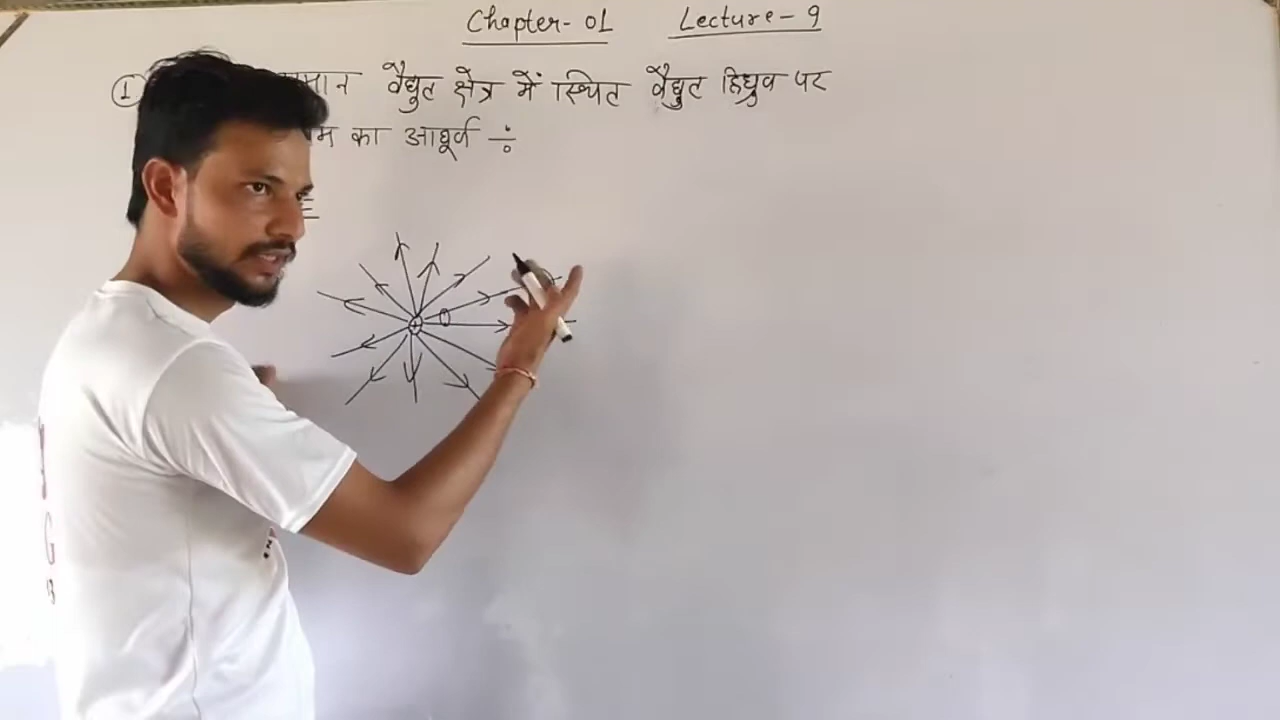 Chapter-01 Lecture-9
① वैद्युत क्षेत्र में स्थित वैद्युत द्विध्रुव पर
का आघूर्ण ÷